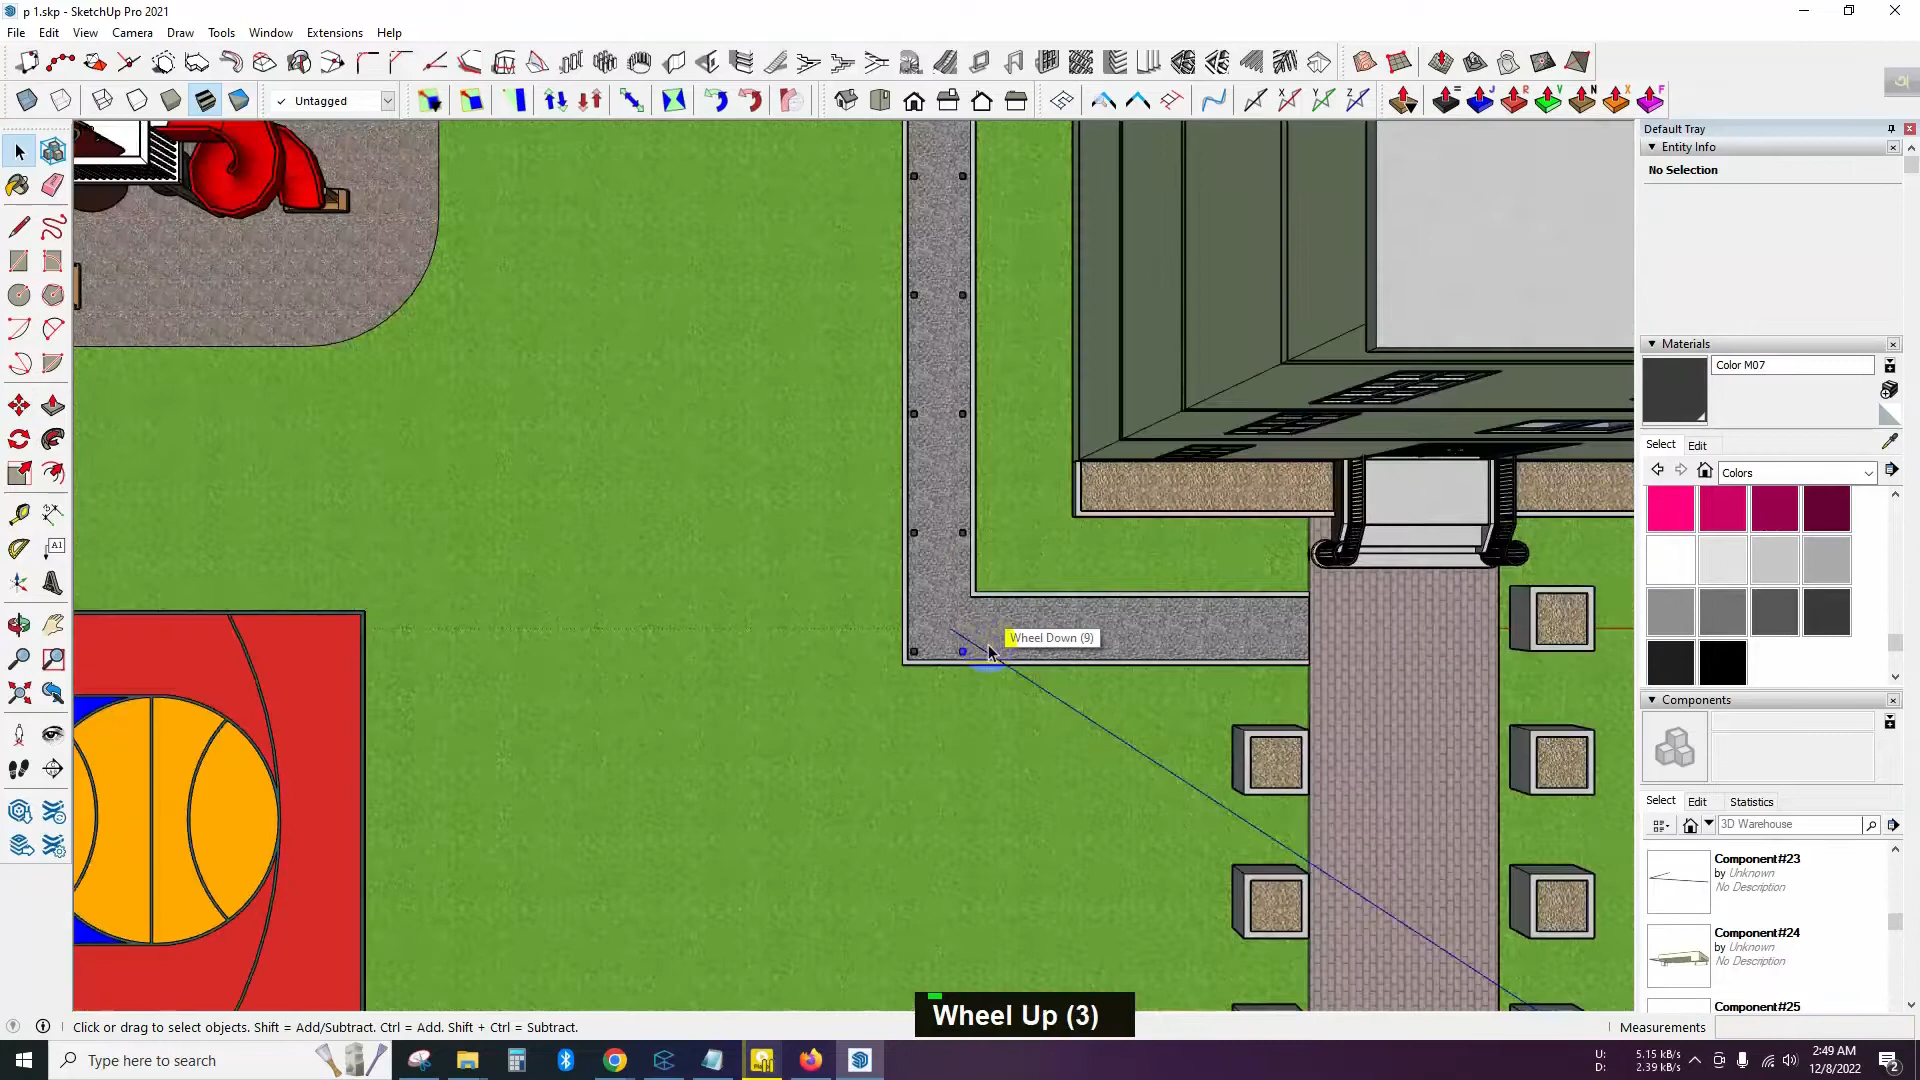 p 1.skp - SketchUp Pro 2021
File Edit View Camera Draw Tools Window Extensions Help
Untagged
Default Tray
Entity Info
No Selection
Materials
Color M07
Select Edit
Colors
Components
Select Edit Statistics
3D Warehouse
Component#23
by Unknown
No Description
Component#24
by Unknown
No Description
Component#25
Wheel Down (9)
Wheel Up (3)
Click or drag to select objects. Shift = Add/Subtract. Ctrl = Add. Shift + Ctrl = Subtract.
Measurements
Type here to search
U: 5.15 kB/s
D: 2.39 kB/s
2:49 AM
12/8/2022
2